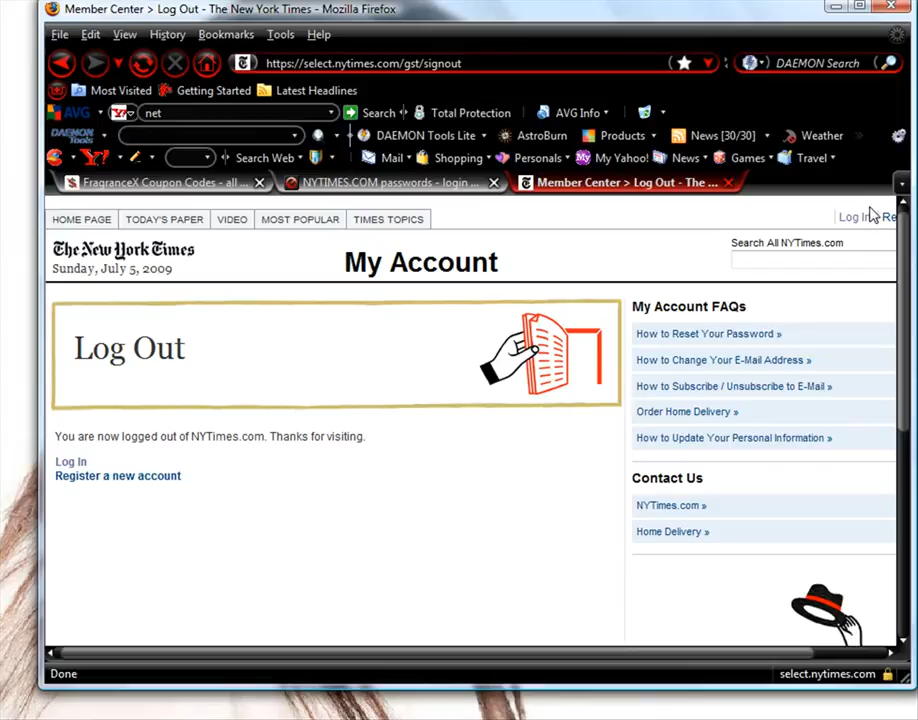 Member Center > Log Out - The New York Times - Mozilla Firefox
File Edit View History Bookmarks Tools Help
https://select.nytimes.com/gst/signout DAEMON Search
Most Visited Getting Started Latest Headlines
AVG net Search Total Protection AVG Info
DAEMON Tools DAEMON Tools Lite AstroBurn Products News [30/30] Weather
Search Web Mail Shopping Personals My Yahoo! News Games Travel
FragranceX Coupon Codes - all ... NYTIMES.COM passwords - login ... Member Center > Log Out - The ...
HOME PAGE TODAY'S PAPER VIDEO MOST POPULAR TIMES TOPICS
Log In Re
The New York Times
Sunday, July 5, 2009
My Account
Search All NYTimes.com
Log Out
You are now logged out of NYTimes.com. Thanks for visiting.
Log In
Register a new account
My Account FAQs
How to Reset Your Password »
How to Change Your E-Mail Address »
How to Subscribe / Unsubscribe to E-Mail »
Order Home Delivery »
How to Update Your Personal Information »
Contact Us
NYTimes.com »
Home Delivery »
Done select.nytimes.com